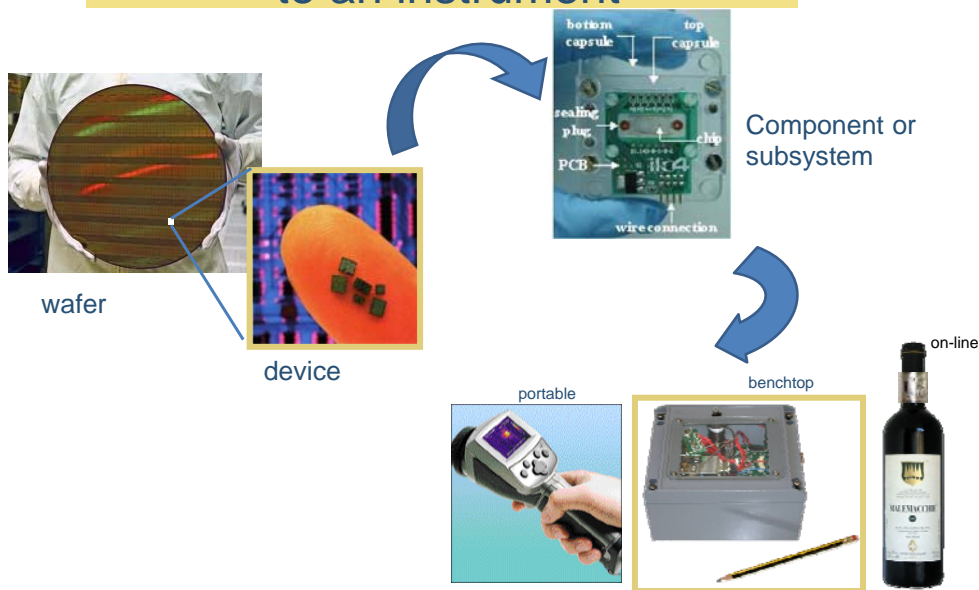 to an instrument
bottom
capsule
top
capsule
sealing
plug
chip
PCB
wire connection
Component or
subsystem
wafer
device
on-line
portable
benchtop
MALEMACCHIE